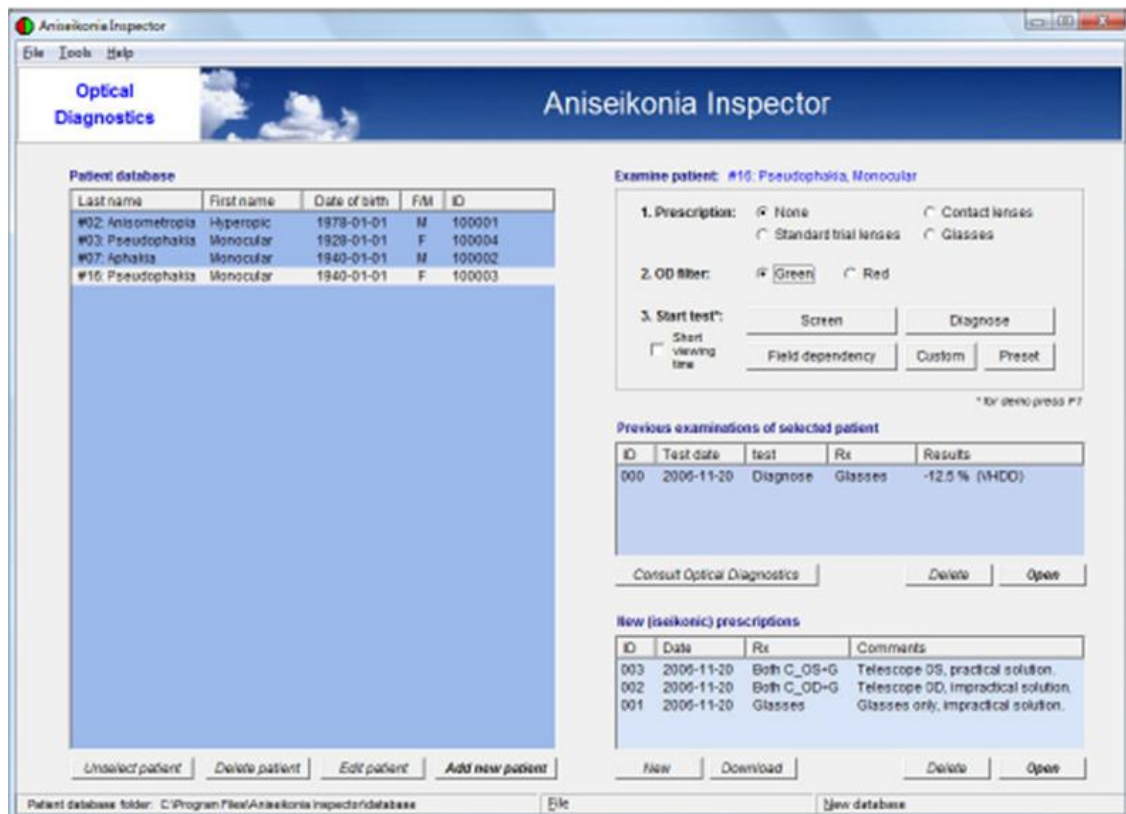 Aniseikonia Inspector
File Tools Help
Optical
Diagnostics
Aniseikonia Inspector
Patient database
Last name First name Date of birth F/M ID
#02: Anisometropia Hyperopic 1978-01-01 M 100001
#03: Pseudophakia Monocular 1928-01-01 F 100004
#07: Aphakia Monocular 1940-01-01 M 100002
#16: Pseudophakia Monocular 1940-01-01 F 100003
Unselect patient Delete patient Edit patient Add new patient
Examine patient: #16: Pseudophakia, Monocular
1. Prescription: None Contact lenses
Standard trial lenses Glasses
2. OD filter: Green Red
3. Start test*: Screen Diagnose
Short
viewing
time
Field dependency Custom Preset
* for demo press F1
Previous examinations of selected patient
ID Test date test Rx Results
000 2006-11-20 Diagnose Glasses -12.5 % (VHDD)
Consult Optical Diagnostics Delete Open
New (iseikonic) prescriptions
ID Date Rx Comments
003 2006-11-20 Both C_OS+G Telescope OS, practical solution.
002 2006-11-20 Both C_OD+G Telescope OD, impractical solution.
001 2006-11-20 Glasses Glasses only, impractical solution.
New Download Delete Open
Patient database folder: C:\Program Files\Aniseikonia Inspector\database File New database